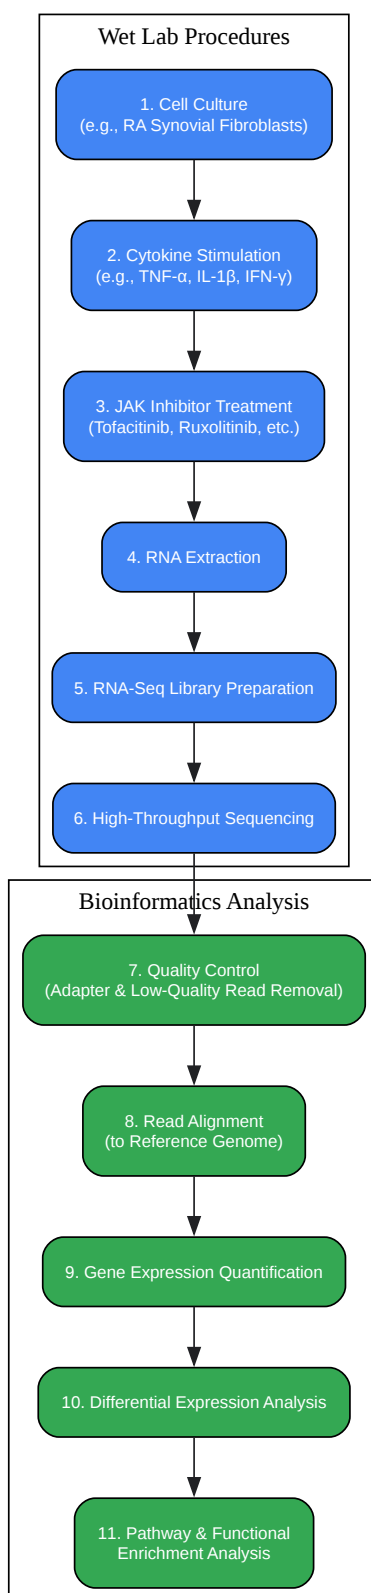 Wet Lab Procedures
1. Cell Culture
(e.g., RA Synovial Fibroblasts)
2. Cytokine Stimulation
(e.g., TNF-α, IL-1β, IFN-γ)
3. JAK Inhibitor Treatment
(Tofacitinib, Ruxolitinib, etc.)
4. RNA Extraction
5. RNA-Seq Library Preparation
6. High-Throughput Sequencing
Bioinformatics Analysis
7. Quality Control
(Adapter & Low-Quality Read Removal)
8. Read Alignment
(to Reference Genome)
9. Gene Expression Quantification
10. Differential Expression Analysis
11. Pathway & Functional
Enrichment Analysis